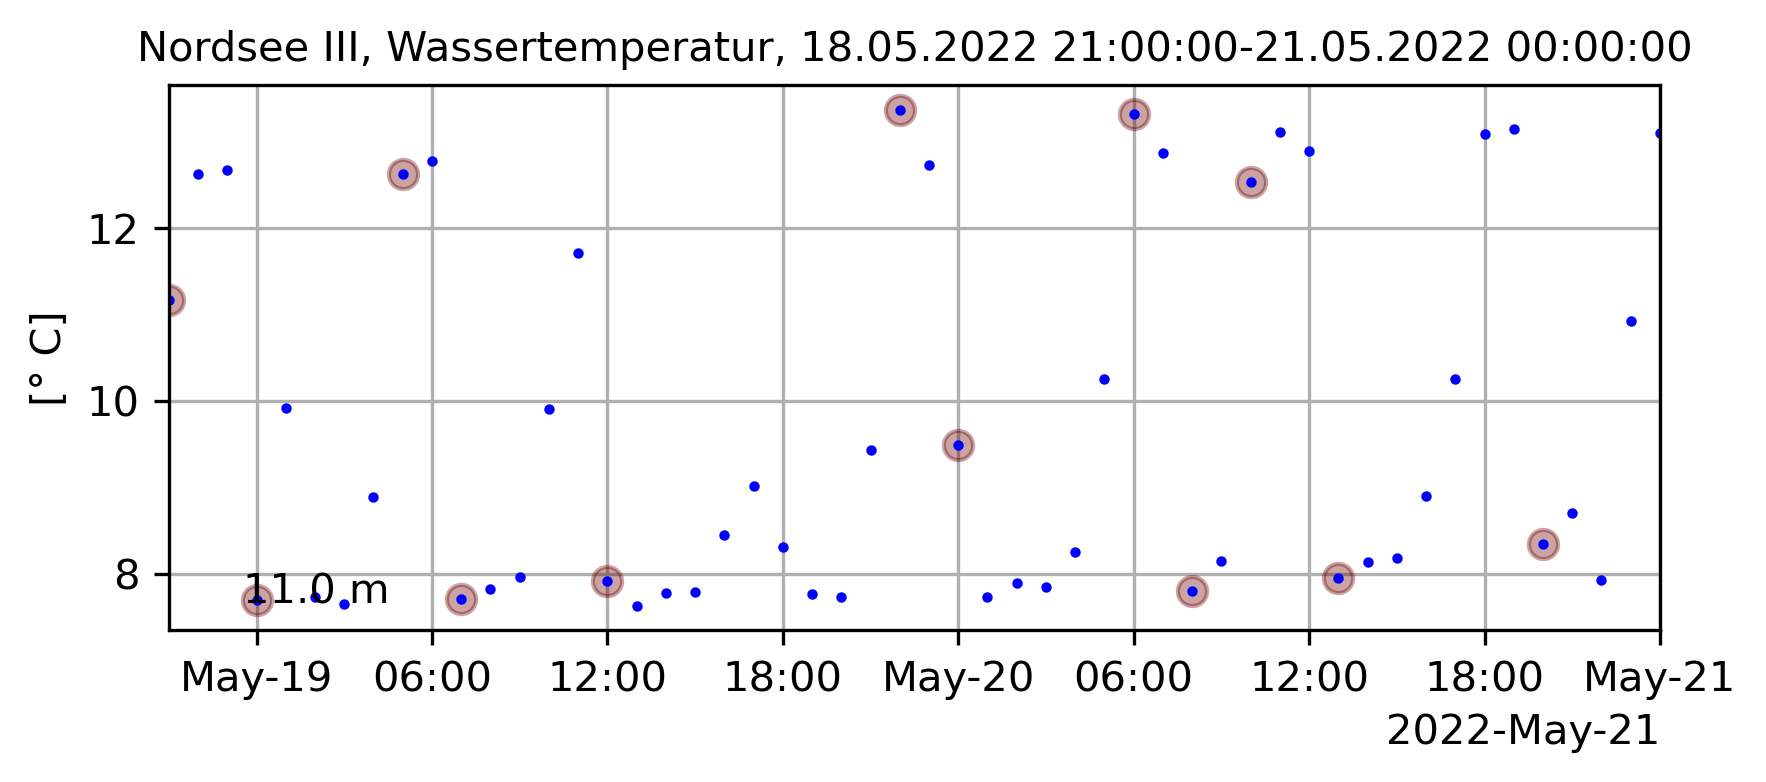 Nordsee III, Wassertemperatur, 18.05.2022 21:00:00-21.05.2022 00:00:00
[° C]
12
10
8
11.0 m
May-19 06:00 12:00 18:00 May-20 06:00 12:00 18:00 May-21
2022-May-21